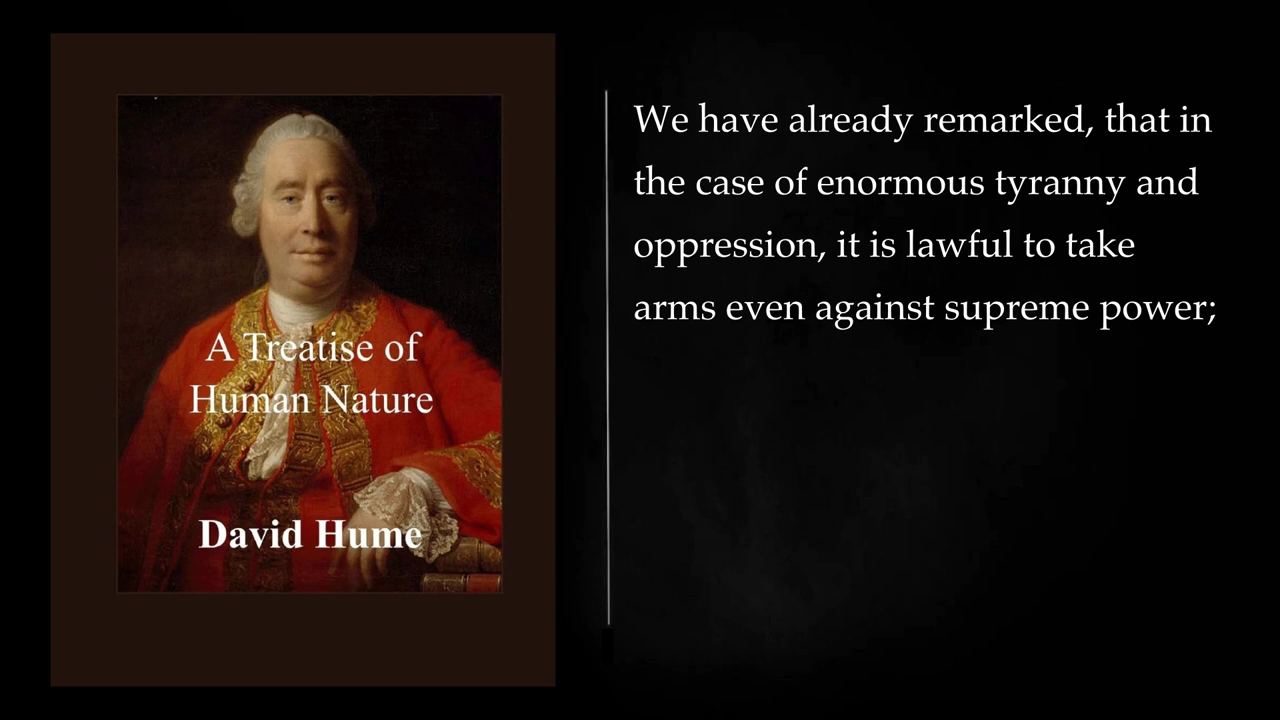 A Treatise of
Human Nature
David Hume
We have already remarked, that in
the case of enormous tyranny and
oppression, it is lawful to take
arms even against supreme power;